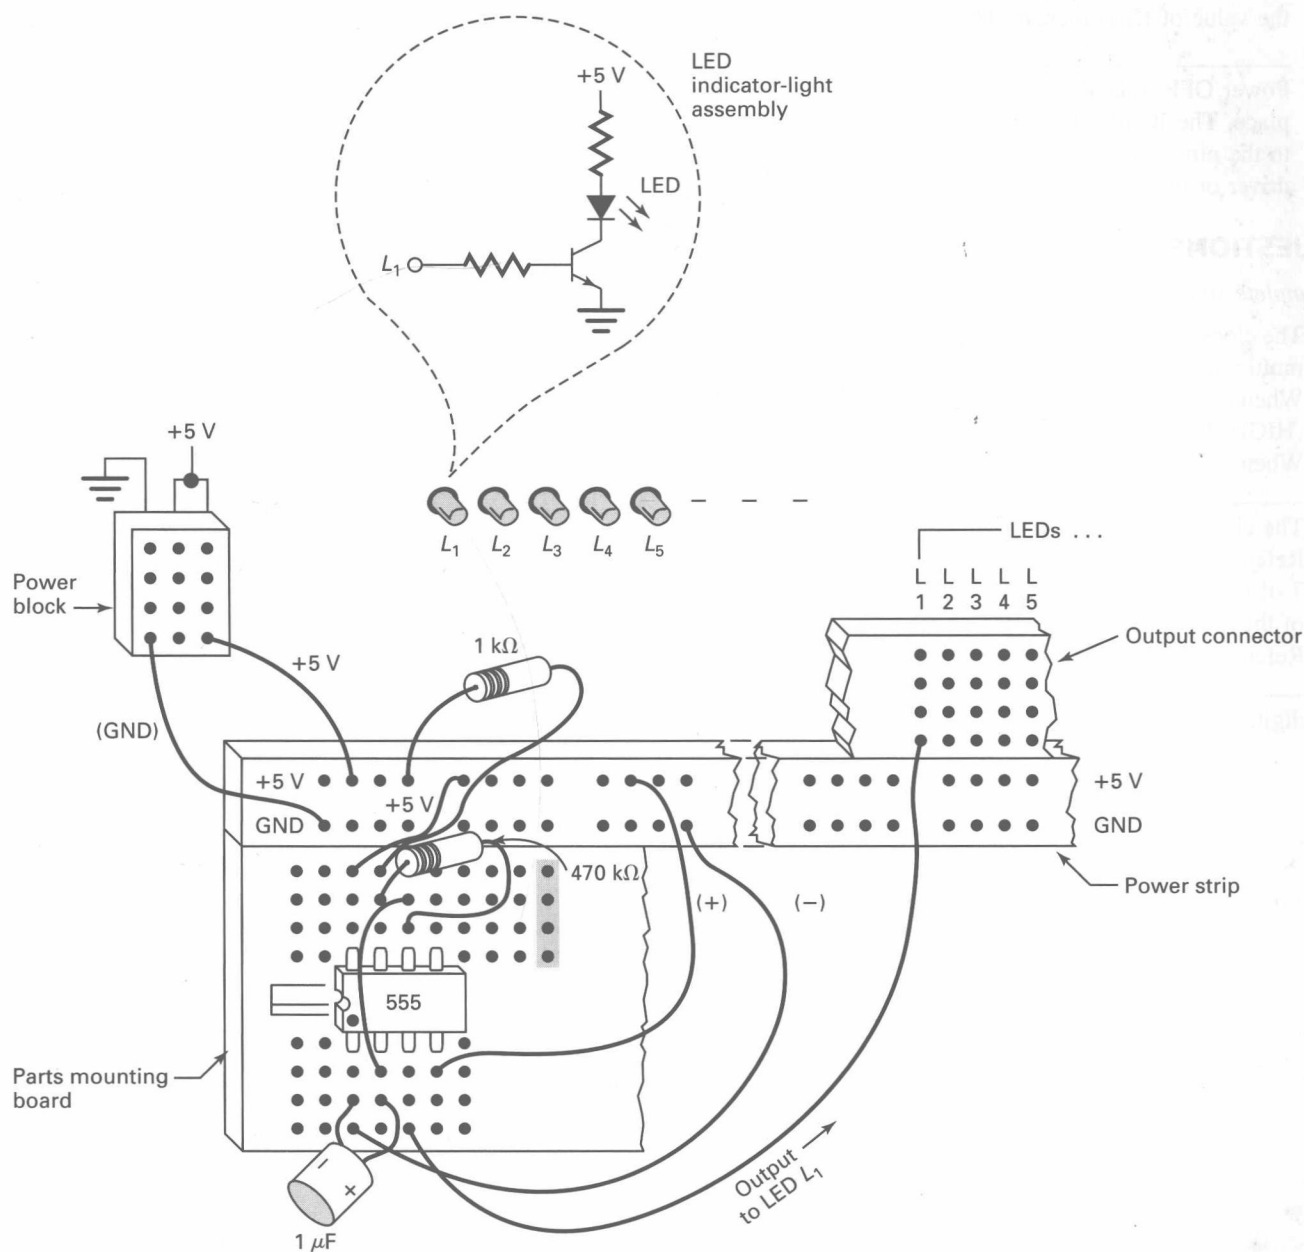 +5 V
LED
indicator-light
assembly
LED
L₁
+5 V
L₁ L₂ L₃ L₄ L₅
LEDs ...
L L L L L
1 2 3 4 5
Power
block
Output connector
1 kΩ
+5 V
(GND)
+5 V
+5 V
+5 V
GND
GND
470 kΩ
(+)
(−)
Power strip
555
Parts mounting
board
Output
to LED L₁
−
+
1 μF